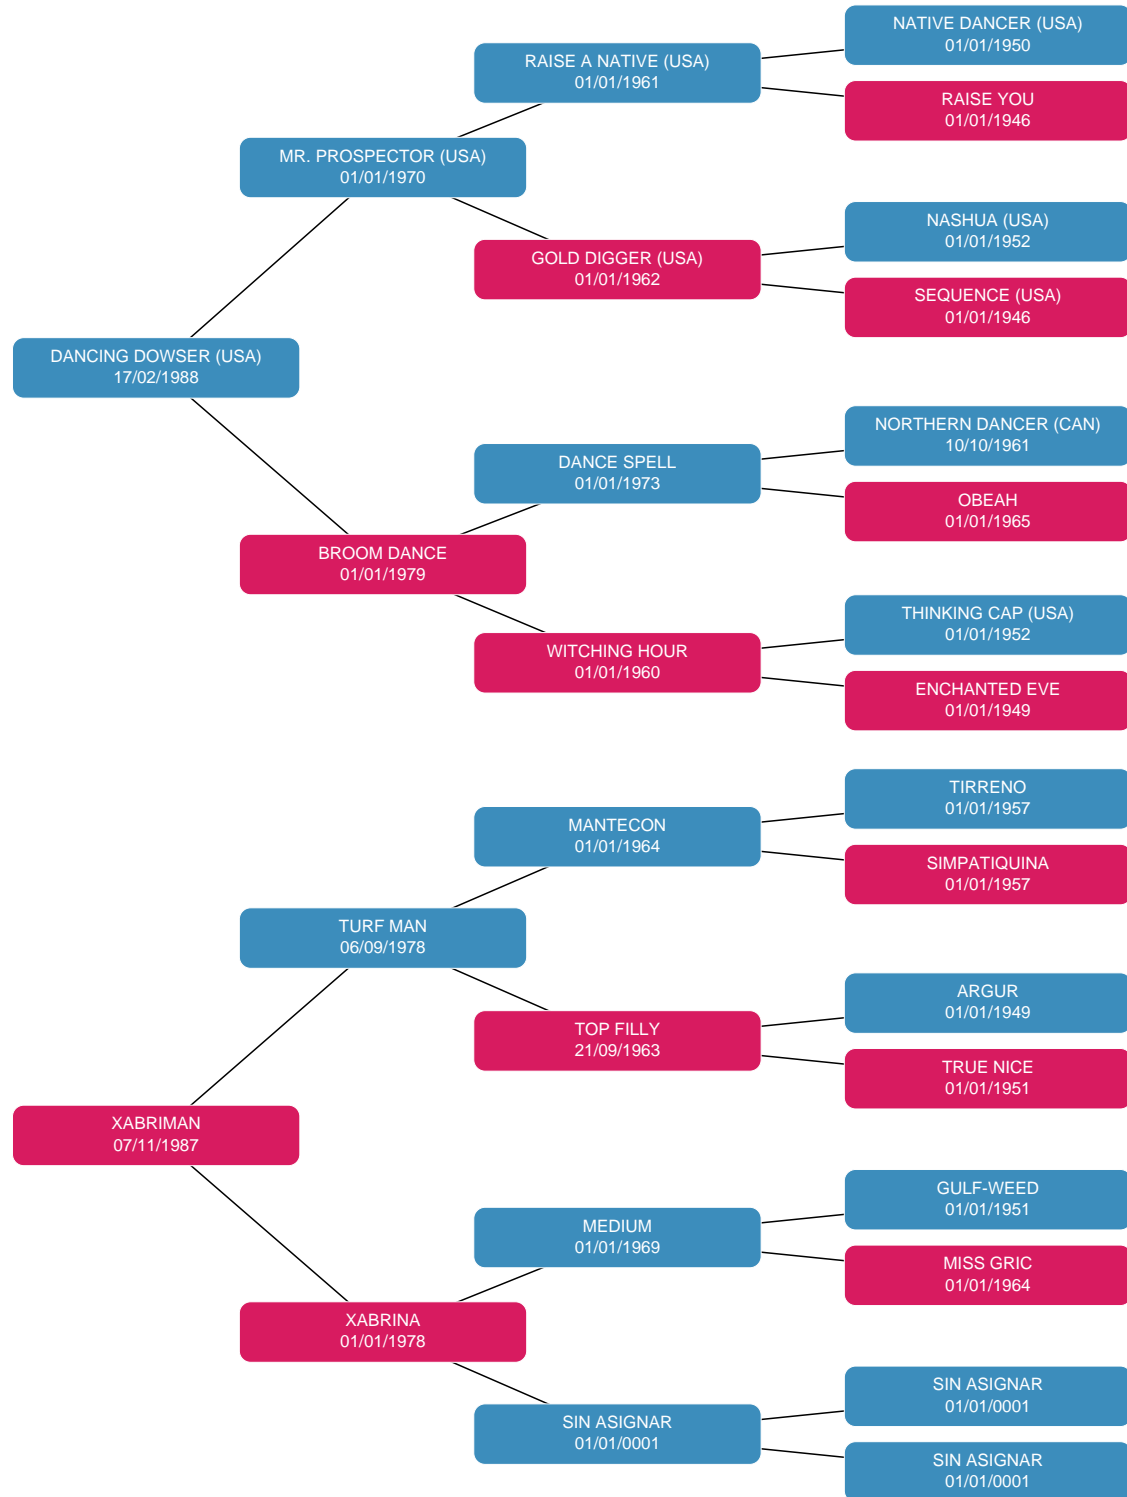 NATIVE DANCER (USA)
01/01/1950
RAISE A NATIVE (USA)
01/01/1961
RAISE YOU
01/01/1946
MR. PROSPECTOR (USA)
01/01/1970
NASHUA (USA)
01/01/1952
GOLD DIGGER (USA)
01/01/1962
SEQUENCE (USA)
01/01/1946
DANCING DOWSER (USA)
17/02/1988
NORTHERN DANCER (CAN)
10/10/1961
DANCE SPELL
01/01/1973
OBEAH
01/01/1965
BROOM DANCE
01/01/1979
THINKING CAP (USA)
01/01/1952
WITCHING HOUR
01/01/1960
ENCHANTED EVE
01/01/1949
TIRRENO
01/01/1957
MANTECON
01/01/1964
SIMPATIQUINA
01/01/1957
TURF MAN
06/09/1978
ARGUR
01/01/1949
TOP FILLY
21/09/1963
TRUE NICE
01/01/1951
XABRIMAN
07/11/1987
GULF-WEED
01/01/1951
MEDIUM
01/01/1969
MISS GRIC
01/01/1964
XABRINA
01/01/1978
SIN ASIGNAR
01/01/0001
SIN ASIGNAR
01/01/0001
SIN ASIGNAR
01/01/0001